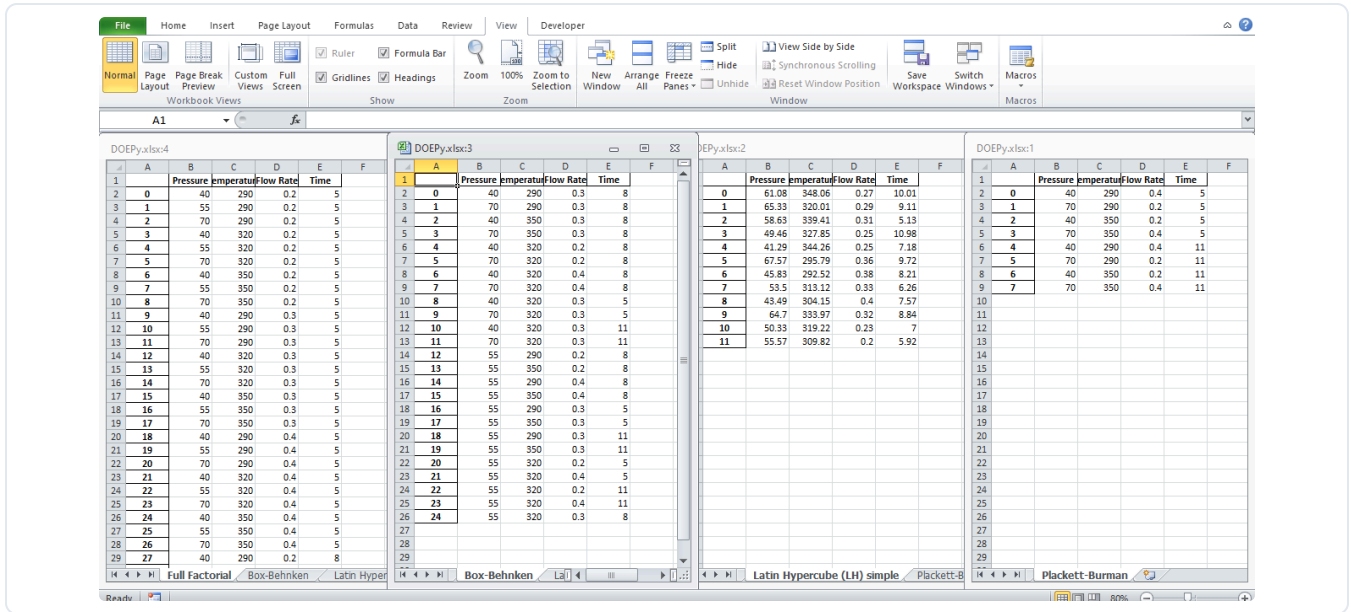 File Home Insert Page Layout Formulas Data Review View Developer
Normal Page Layout Page Break Preview Custom Views Full Screen
Ruler Formula Bar
Gridlines Headings
Zoom 100% Zoom to Selection
New Window Arrange All Freeze Panes
Split
Hide
Unhide
View Side by Side
Synchronous Scrolling
Reset Window Position
Save Workspace Switch Windows Macros
Workbook Views Show Zoom Window Macros
A1 fx
DOEPy.xlsx:4
A B C D E F
1 Pressure emperatur Flow Rate Time
2 0 40 290 0.2 5
3 1 55 290 0.2 5
4 2 70 290 0.2 5
5 3 40 320 0.2 5
6 4 55 320 0.2 5
7 5 70 320 0.2 5
8 6 40 350 0.2 5
9 7 55 350 0.2 5
10 8 70 350 0.2 5
11 9 40 290 0.3 5
12 10 55 290 0.3 5
13 11 70 290 0.3 5
14 12 40 320 0.3 5
15 13 55 320 0.3 5
16 14 70 320 0.3 5
17 15 40 350 0.3 5
18 16 55 350 0.3 5
19 17 70 350 0.3 5
20 18 40 290 0.4 5
21 19 55 290 0.4 5
22 20 70 290 0.4 5
23 21 40 320 0.4 5
24 22 55 320 0.4 5
25 23 70 320 0.4 5
26 24 40 350 0.4 5
27 25 55 350 0.4 5
28 26 70 350 0.4 5
29 27 40 290 0.2 8
Full Factorial Box-Behnken Latin Hyper
DOEPy.xlsx:3
A B C D E F
1 Pressure emperatur Flow Rate Time
2 0 40 290 0.3 8
3 1 70 290 0.3 8
4 2 40 350 0.3 8
5 3 70 350 0.3 8
6 4 40 320 0.2 8
7 5 70 320 0.2 8
8 6 40 320 0.4 8
9 7 70 320 0.4 8
10 8 40 320 0.3 5
11 9 70 320 0.3 5
12 10 40 320 0.3 11
13 11 70 320 0.3 11
14 12 55 290 0.2 8
15 13 55 350 0.2 8
16 14 55 290 0.4 8
17 15 55 350 0.4 8
18 16 55 290 0.3 5
19 17 55 350 0.3 5
20 18 55 290 0.3 11
21 19 55 350 0.3 11
22 20 55 320 0.2 5
23 21 55 320 0.4 5
24 22 55 320 0.2 11
25 23 55 320 0.4 11
26 24 55 320 0.3 8
27
28
29
Box-Behnken La
DEPy.xlsx:2
A B C D E F
Pressure emperatur Flow Rate Time
0 61.08 348.06 0.27 10.01
1 65.33 320.01 0.29 9.11
2 58.63 339.41 0.31 5.13
3 49.46 327.85 0.25 10.98
4 41.29 344.26 0.25 7.18
5 67.57 295.79 0.36 9.72
6 45.83 292.52 0.38 8.21
7 53.5 313.12 0.33 6.26
8 43.49 304.15 0.4 7.57
9 64.7 333.97 0.32 8.84
10 50.33 319.22 0.23 7
11 55.57 309.82 0.2 5.92
Latin Hypercube (LH) simple Plackett-B
DOEPy.xlsx:1
A B C D E F
1 Pressure emperatur Flow Rate Time
2 0 40 290 0.4 5
3 1 70 290 0.2 5
4 2 40 350 0.2 5
5 3 70 350 0.4 5
6 4 40 290 0.4 11
7 5 70 290 0.2 11
8 6 40 350 0.2 11
9 7 70 350 0.4 11
10
11
12
13
14
15
16
17
18
19
20
21
22
23
24
25
26
27
28
29
Plackett-Burman
Ready 80%